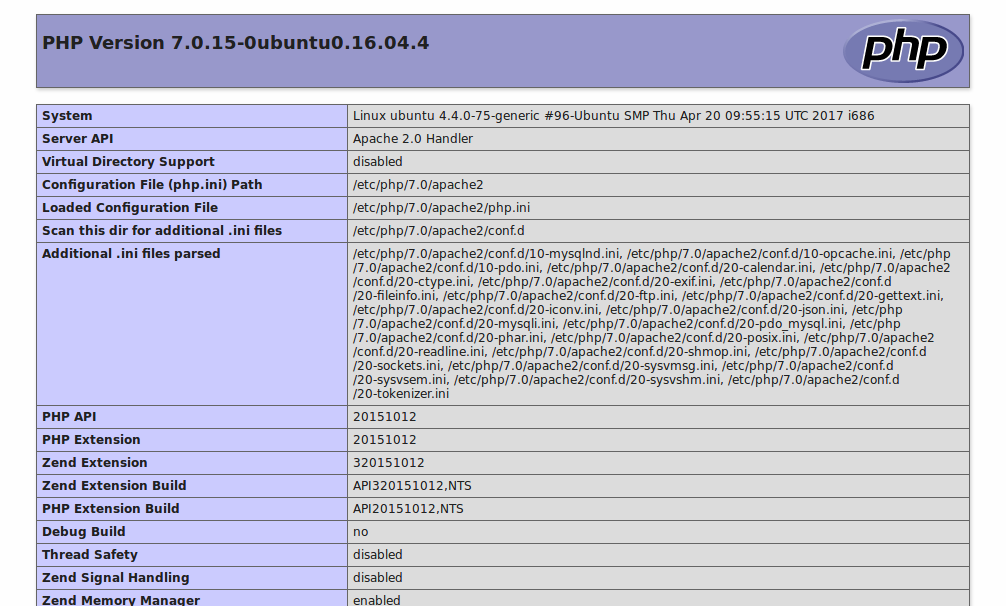 PHP Version 7.0.15-0ubuntu0.16.04.4
php
System Linux ubuntu 4.4.0-75-generic #96-Ubuntu SMP Thu Apr 20 09:55:15 UTC 2017 i686
Server API Apache 2.0 Handler
Virtual Directory Support disabled
Configuration File (php.ini) Path /etc/php/7.0/apache2
Loaded Configuration File /etc/php/7.0/apache2/php.ini
Scan this dir for additional .ini files /etc/php/7.0/apache2/conf.d
Additional .ini files parsed /etc/php/7.0/apache2/conf.d/10-mysqlnd.ini, /etc/php/7.0/apache2/conf.d/10-opcache.ini, /etc/php
/7.0/apache2/conf.d/10-pdo.ini, /etc/php/7.0/apache2/conf.d/20-calendar.ini, /etc/php/7.0/apache2
/conf.d/20-ctype.ini, /etc/php/7.0/apache2/conf.d/20-exif.ini, /etc/php/7.0/apache2/conf.d
/20-fileinfo.ini, /etc/php/7.0/apache2/conf.d/20-ftp.ini, /etc/php/7.0/apache2/conf.d/20-gettext.ini,
/etc/php/7.0/apache2/conf.d/20-iconv.ini, /etc/php/7.0/apache2/conf.d/20-json.ini, /etc/php
/7.0/apache2/conf.d/20-mysqli.ini, /etc/php/7.0/apache2/conf.d/20-pdo_mysql.ini, /etc/php
/7.0/apache2/conf.d/20-phar.ini, /etc/php/7.0/apache2/conf.d/20-posix.ini, /etc/php/7.0/apache2
/conf.d/20-readline.ini, /etc/php/7.0/apache2/conf.d/20-shmop.ini, /etc/php/7.0/apache2/conf.d
/20-sockets.ini, /etc/php/7.0/apache2/conf.d/20-sysvmsg.ini, /etc/php/7.0/apache2/conf.d
/20-sysvsem.ini, /etc/php/7.0/apache2/conf.d/20-sysvshm.ini, /etc/php/7.0/apache2/conf.d
/20-tokenizer.ini
PHP API 20151012
PHP Extension 20151012
Zend Extension 320151012
Zend Extension Build API320151012,NTS
PHP Extension Build API20151012,NTS
Debug Build no
Thread Safety disabled
Zend Signal Handling disabled
Zend Memory Manager enabled